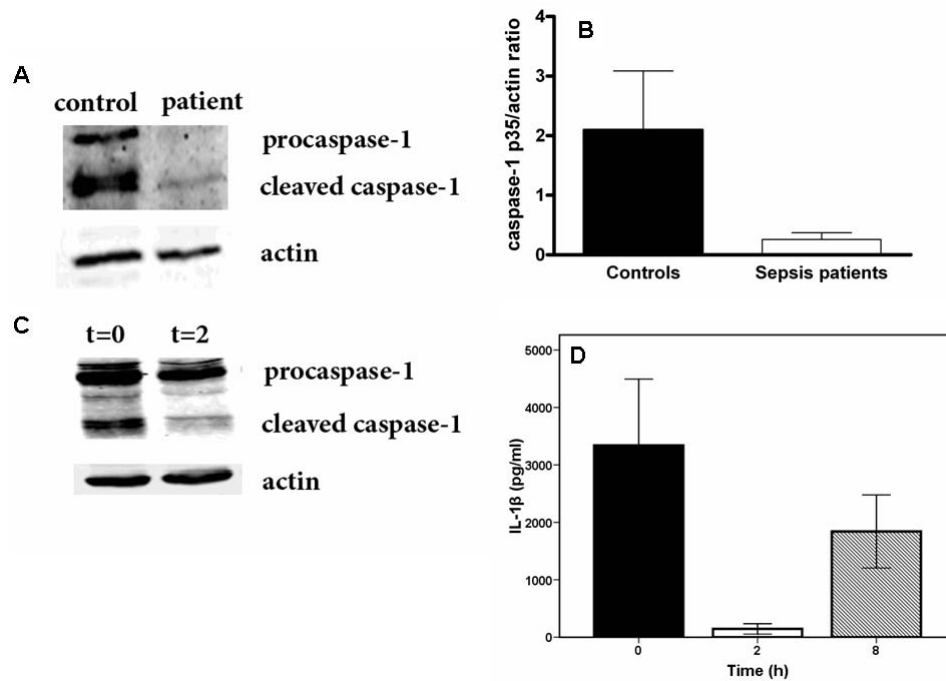 A
control patient
procaspase-1
cleaved caspase-1
actin
B
caspase-1 p35/actin ratio
4
3
2
1
0
Controls Sepsis patients
C
t=0 t=2
procaspase-1
cleaved caspase-1
actin
D
IL-1β (pg/ml)
5000
4000
3000
2000
1000
0
0 2 8
Time (h)